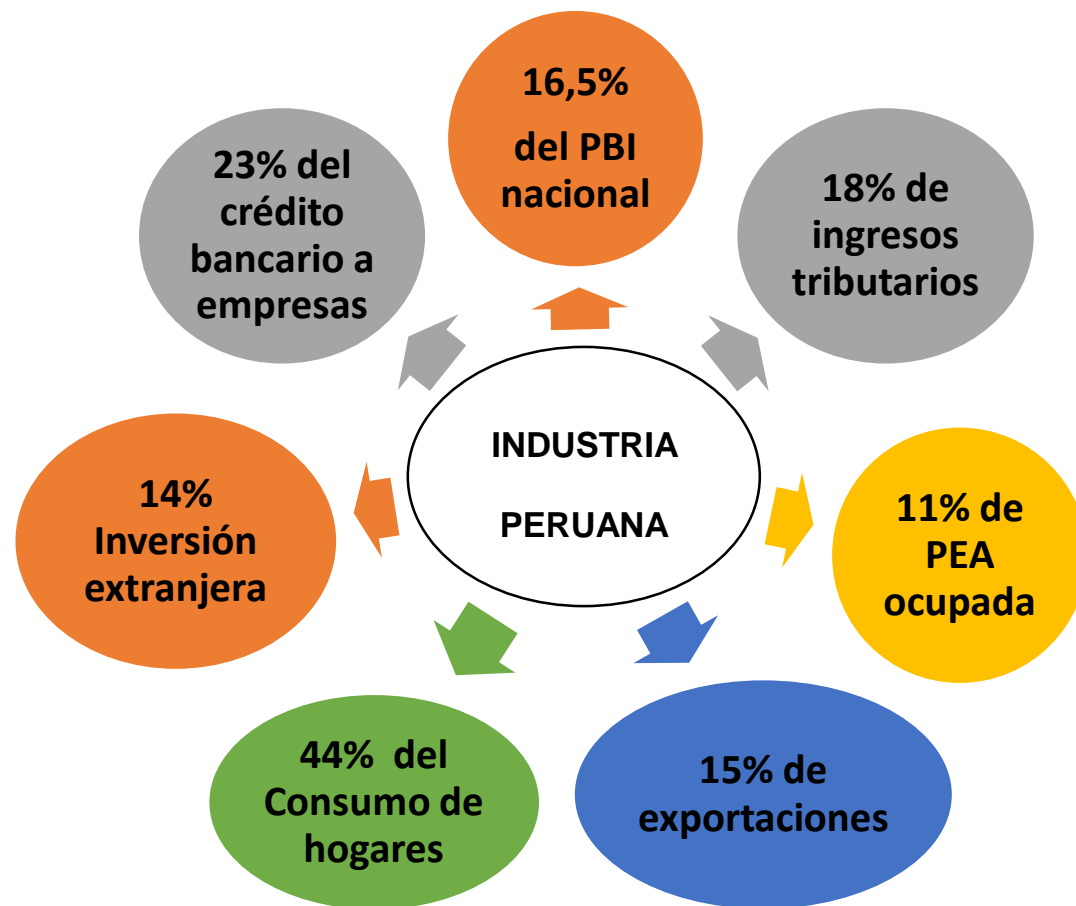 16,5%
del PBI
nacional
18% de
ingresos
tributarios
11% de
PEA
ocupada
15% de
exportaciones
44% del
Consumo de
hogares
14%
Inversión
extranjera
23% del
crédito
bancario a
empresas
INDUSTRIA
PERUANA